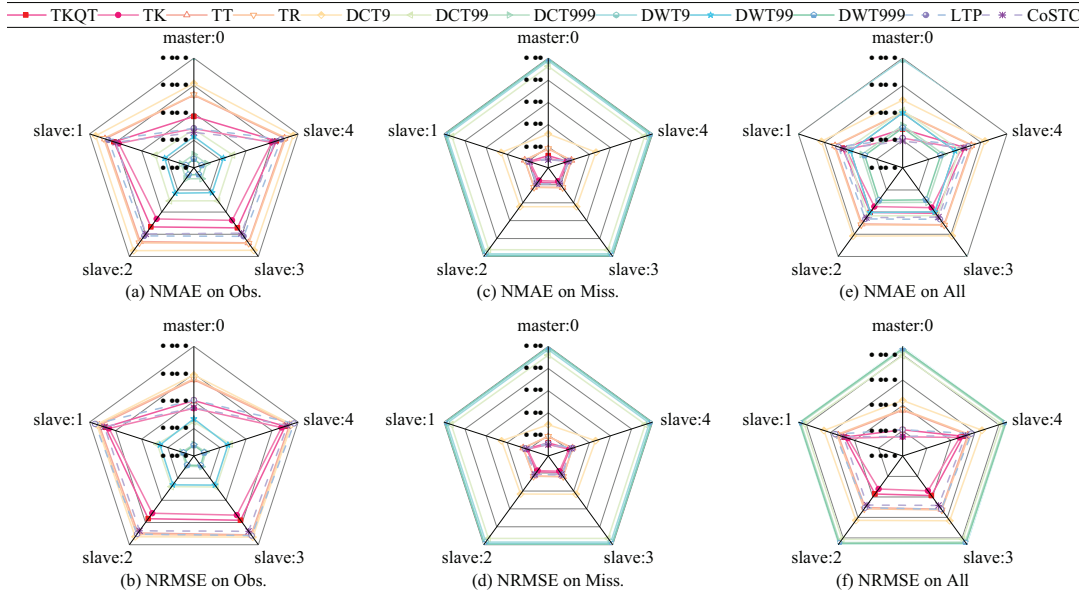 TKQT TK TT TR DCT9 DCT99 DCT999 DWT9 DWT99 DWT999 LTP CoSTC
master:0 master:0 master:0
slave:1 slave:4 slave:1 slave:4 slave:1 slave:4
slave:2 slave:3 slave:2 slave:3 slave:2 slave:3
(a) NMAE on Obs. (c) NMAE on Miss. (e) NMAE on All
master:0 master:0 master:0
slave:1 slave:4 slave:1 slave:4 slave:1 slave:4
slave:2 slave:3 slave:2 slave:3 slave:2 slave:3
(b) NRMSE on Obs. (d) NRMSE on Miss. (f) NRMSE on All